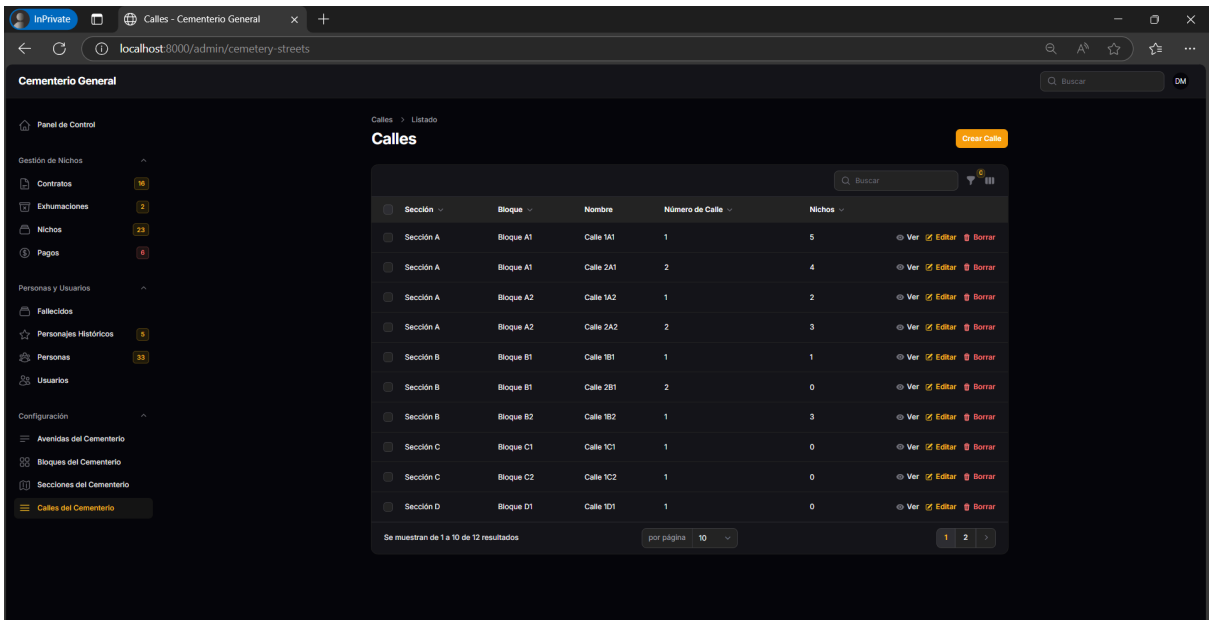 InPrivate
Calles - Cementerio General
localhost:8000/admin/cemetery-streets
Cementerio General
Buscar
DM
Panel de Control
Gestión de Nichos
Contratos 16
Exhumaciones 2
Nichos 23
Pagos 6
Personas y Usuarios
Fallecidos
Personajes Históricos 5
Personas 33
Usuarios
Configuración
Avenidas del Cementerio
Bloques del Cementerio
Secciones del Cementerio
Calles del Cementerio
Calles > Listado
Calles
Crear Calle
Buscar
0
Sección Bloque Nombre Número de Calle Nichos
Sección A Bloque A1 Calle 1A1 1 5 Ver Editar Borrar
Sección A Bloque A1 Calle 2A1 2 4 Ver Editar Borrar
Sección A Bloque A2 Calle 1A2 1 2 Ver Editar Borrar
Sección A Bloque A2 Calle 2A2 2 3 Ver Editar Borrar
Sección B Bloque B1 Calle 1B1 1 1 Ver Editar Borrar
Sección B Bloque B1 Calle 2B1 2 0 Ver Editar Borrar
Sección B Bloque B2 Calle 1B2 1 3 Ver Editar Borrar
Sección C Bloque C1 Calle 1C1 1 0 Ver Editar Borrar
Sección C Bloque C2 Calle 1C2 1 0 Ver Editar Borrar
Sección D Bloque D1 Calle 1D1 1 0 Ver Editar Borrar
Se muestran de 1 a 10 de 12 resultados
por página 10
1 2